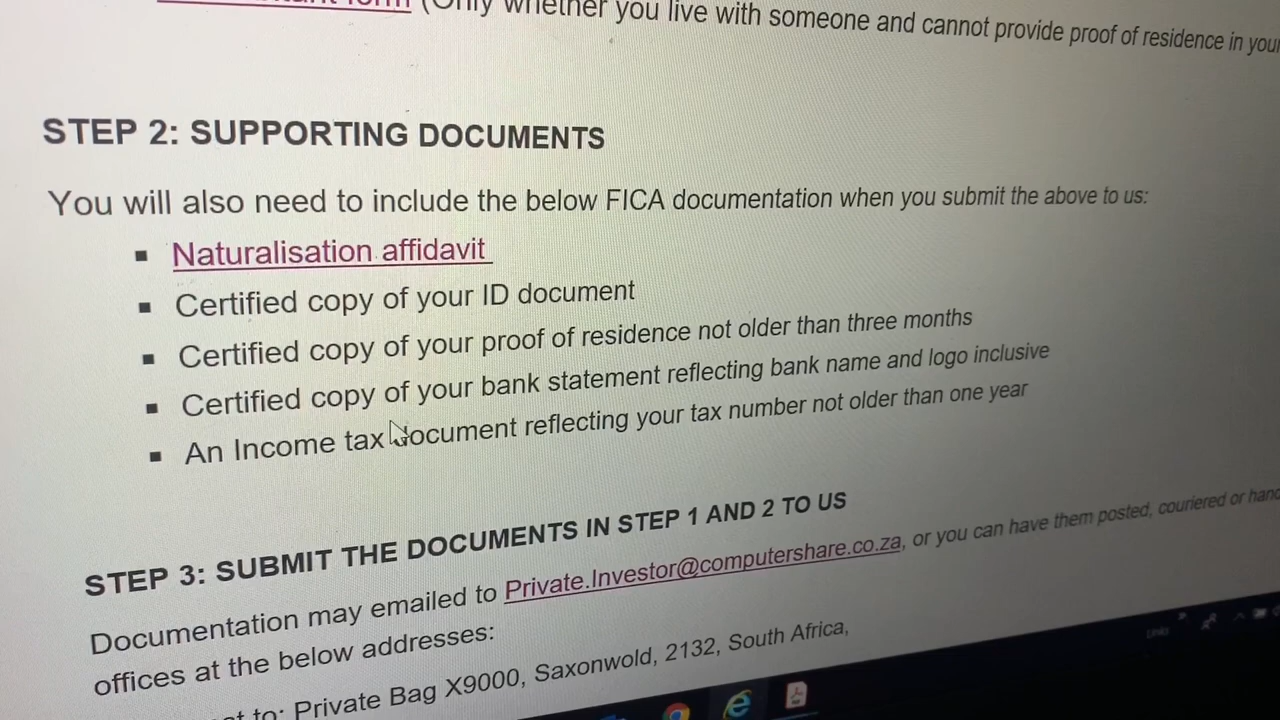 (Only whether you live with someone and cannot provide proof of residence in your
STEP 2: SUPPORTING DOCUMENTS
You will also need to include the below FICA documentation when you submit the above to us:
▪ Naturalisation affidavit
▪ Certified copy of your ID document
▪ Certified copy of your proof of residence not older than three months
▪ Certified copy of your bank statement reflecting bank name and logo inclusive
▪ An Income tax document reflecting your tax number not older than one year
STEP 3: SUBMIT THE DOCUMENTS IN STEP 1 AND 2 TO US
Documentation may emailed to Private.Investor@computershare.co.za, or you can have them posted, couriered or hand
offices at the below addresses:
to: Private Bag X9000, Saxonwold, 2132, South Africa,
Links